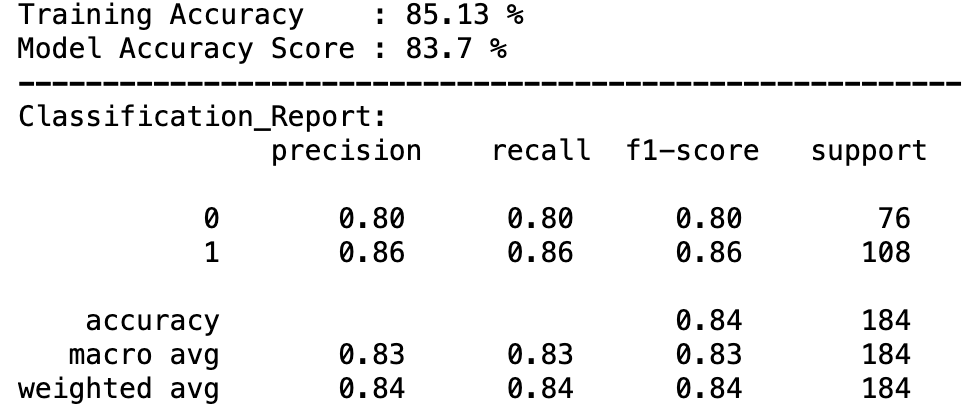 Training Accuracy    : 85.13 %
Model Accuracy Score : 83.7 %
--------------------------------------------------------
Classification_Report:
               precision    recall  f1-score   support

           0       0.80      0.80      0.80        76
           1       0.86      0.86      0.86       108

    accuracy                           0.84       184
   macro avg       0.83      0.83      0.83       184
weighted avg       0.84      0.84      0.84       184